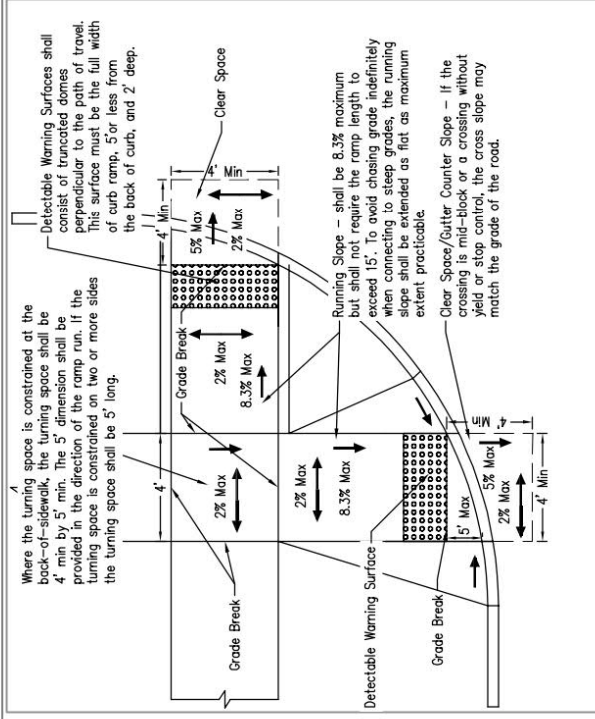 Where the turning space is constrained at the
back-of-sidewalk, the turning space shall be
4' min by 5' min. The 5' dimension shall be
provided in the direction of the ramp run. If the
turning space is constrained on two or more sides
the turning space shall be 5' long.
Detectable Warning Surfaces shall
consist of truncated domes
perpendicular to the path of travel.
This surface must be the full width
of curb ramp, 5'or less from
the back of curb, and 2' deep.
Clear Space
4'
4' Min
4' Min
5% Max
2% Max
Grade Break
2% Max
8.3% Max
2% Max
Grade Break
2% Max
8.3% Max
Running Slope - shall be 8.3% maximum
but shall not require the ramp length to
exceed 15'. To avoid chasing grade indefinitely
when connecting to steep grades, the running
slope shall be extended as flat as maximum
extent practicable.
Detectable Warning Surface
Grade Break
5' Max
4' Min
5% Max
2% Max
4' Min
Clear Space/Gutter Counter Slope - If the
crossing is mid-block or a crossing without
yield or stop control, the cross slope may
match the grade of the road.